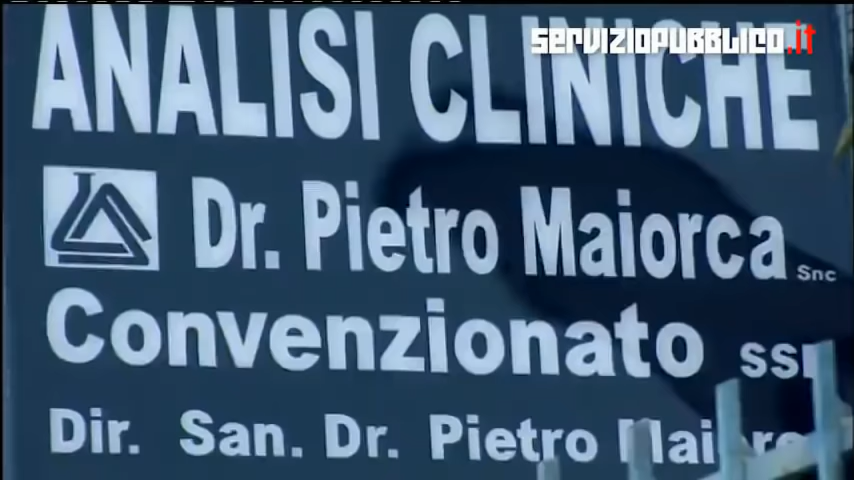 serviziopubblico.it
ANALISI CLINICHE
Dr. Pietro Maiorca Snc
Convenzionato
Dir. San. Dr. Pietro